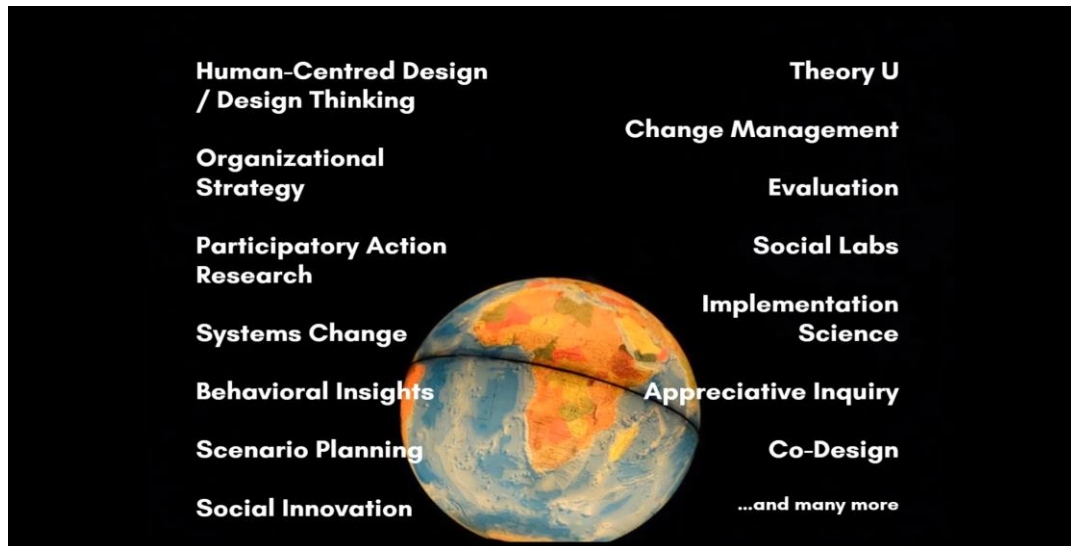 Human-Centred Design
/ Design Thinking
Organizational
Strategy
Participatory Action
Research
Systems Change
Behavioral Insights
Scenario Planning
Social Innovation
Theory U
Change Management
Evaluation
Social Labs
Implementation
Science
Appreciative Inquiry
Co-Design
...and many more